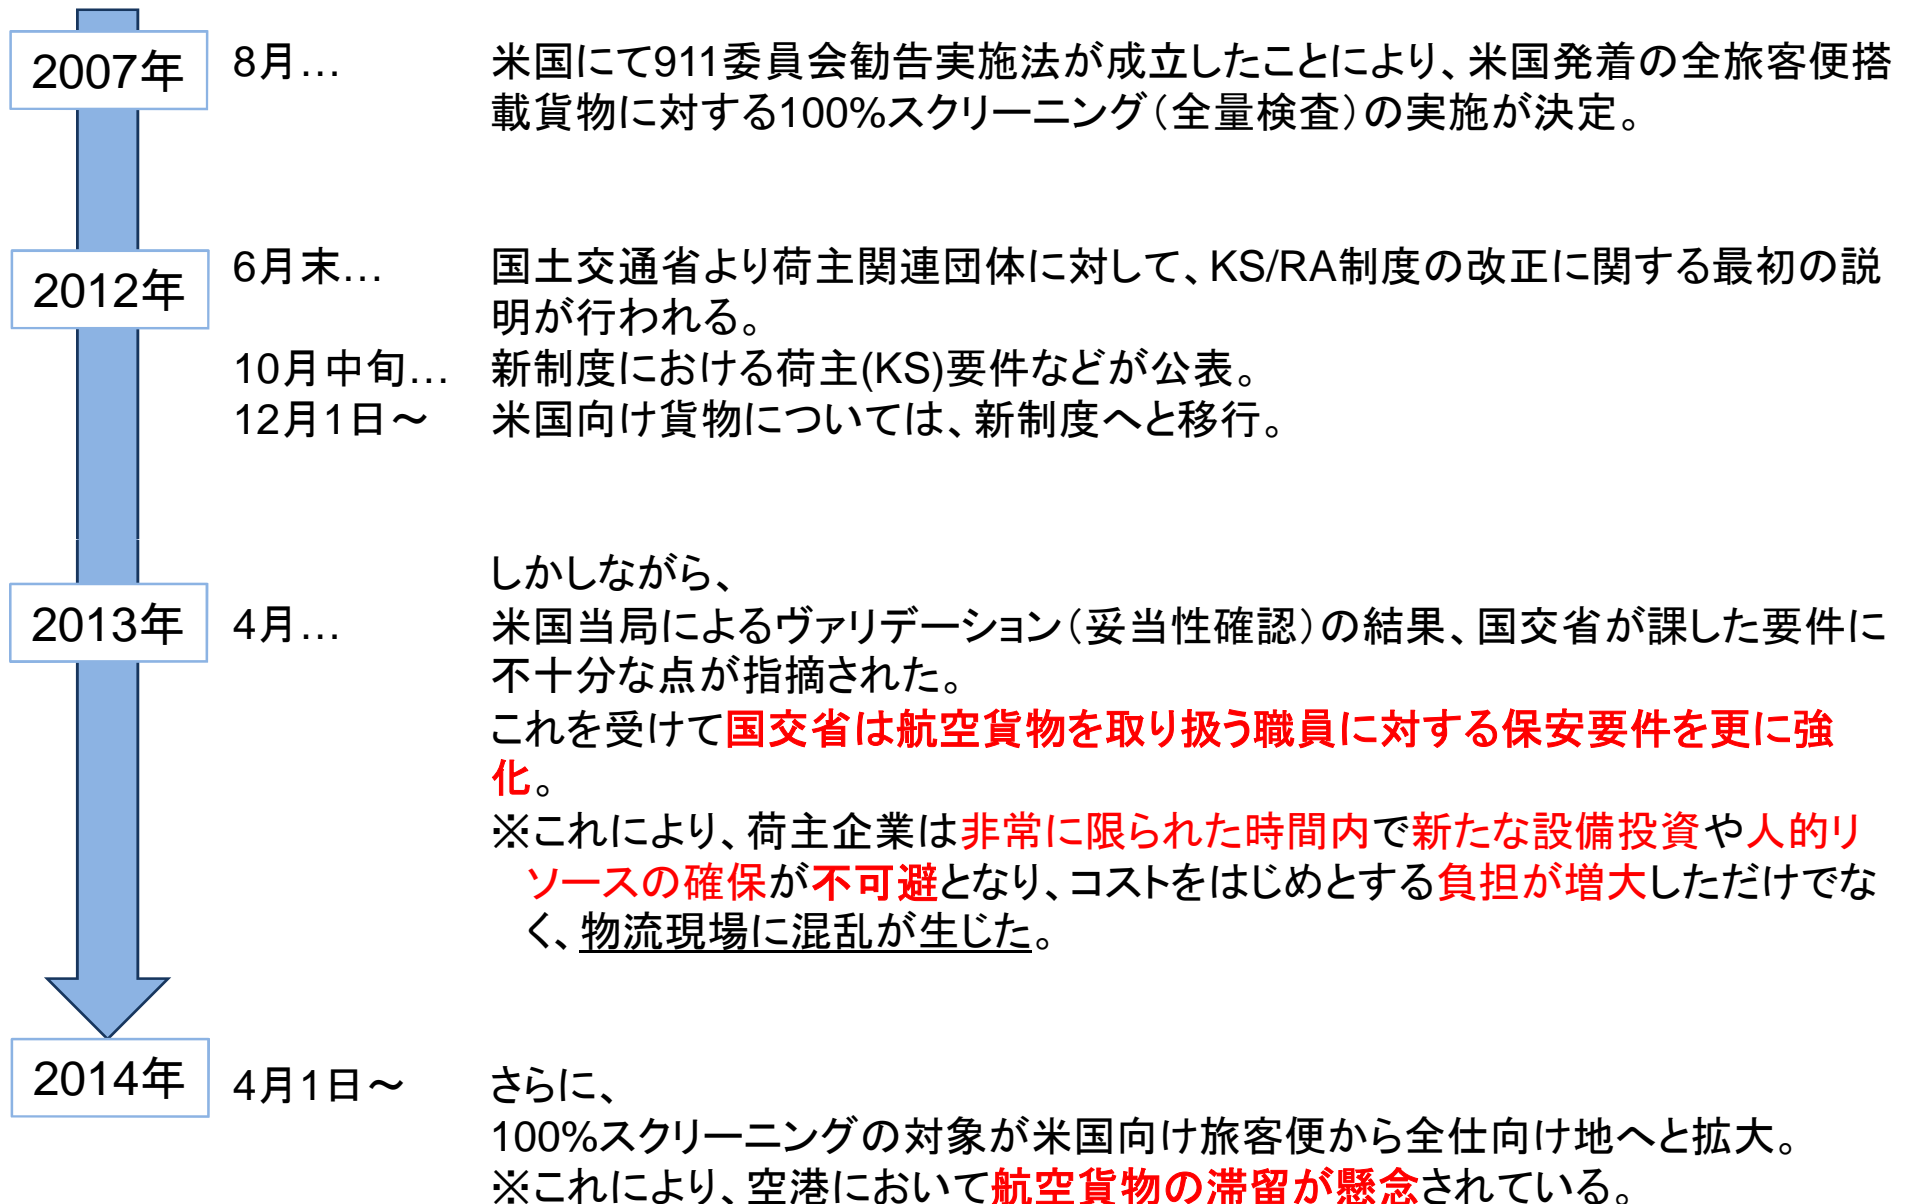 2007年 8月… 米国にて911委員会勧告実施法が成立したことにより、米国発着の全旅客便搭
載貨物に対する100%スクリーニング（全量検査）の実施が決定。
2012年 6月末… 国土交通省より荷主関連団体に対して、KS/RA制度の改正に関する最初の説
明が行われる。
10月中旬… 新制度における荷主(KS)要件などが公表。
12月1日～ 米国向け貨物については、新制度へと移行。
しかしながら、
2013年 4月… 米国当局によるヴァリデーション（妥当性確認）の結果、国交省が課した要件に
不十分な点が指摘された。
これを受けて国交省は航空貨物を取り扱う職員に対する保安要件を更に強
化。
※これにより、荷主企業は非常に限られた時間内で新たな設備投資や人的リ
ソースの確保が不可避となり、コストをはじめとする負担が増大しただけでな
く、物流現場に混乱が生じた。
2014年 4月1日～ さらに、
100%スクリーニングの対象が米国向け旅客便から全仕向け地へと拡大。
※これにより、空港において航空貨物の滞留が懸念されている。